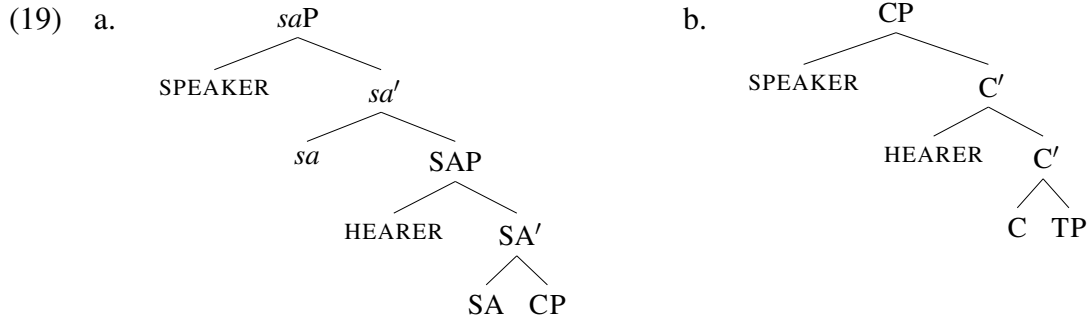 (19) a. saP b. CP
SPEAKER sa′ SPEAKER C′
sa SAP HEARER C′
HEARER SA′ C TP
SA CP